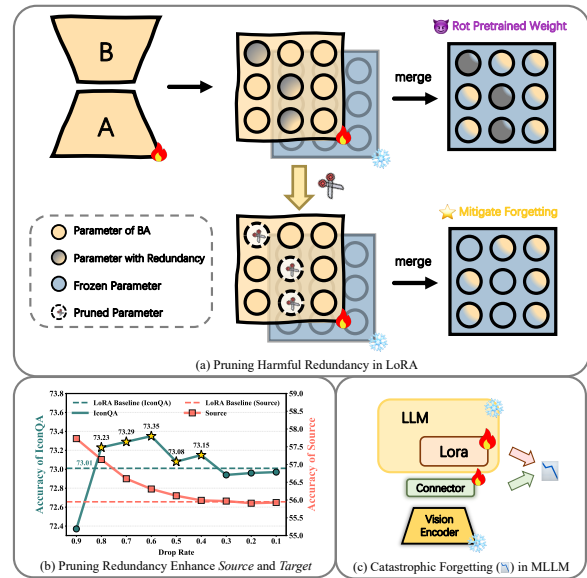 😈 Rot Pretrained Weight
B
A
merge
⭐ Mitigate Forgetting
Parameter of BA
Parameter with Redundancy
Frozen Parameter
Pruned Parameter
merge
(a) Pruning Harmful Redundancy in LoRA
LoRA Baseline (IconQA)
LoRA Baseline (Source)
IconQA
Source
Accuracy of IconQA
73.8
73.6
73.4
73.2
73.0
72.8
72.6
72.4
73.01
73.23
73.29
73.35
73.08
73.15
59.0
58.5
58.0
57.5
57.0
56.5
56.0
55.5
55.0
Accuracy of Source
0.9 0.8 0.7 0.6 0.5 0.4 0.3 0.2 0.1
Drop Rate
(b) Pruning Redundancy Enhance Source and Target
LLM
Lora
Connector
Vision
Encoder
(c) Catastrophic Forgetting (📉) in MLLM